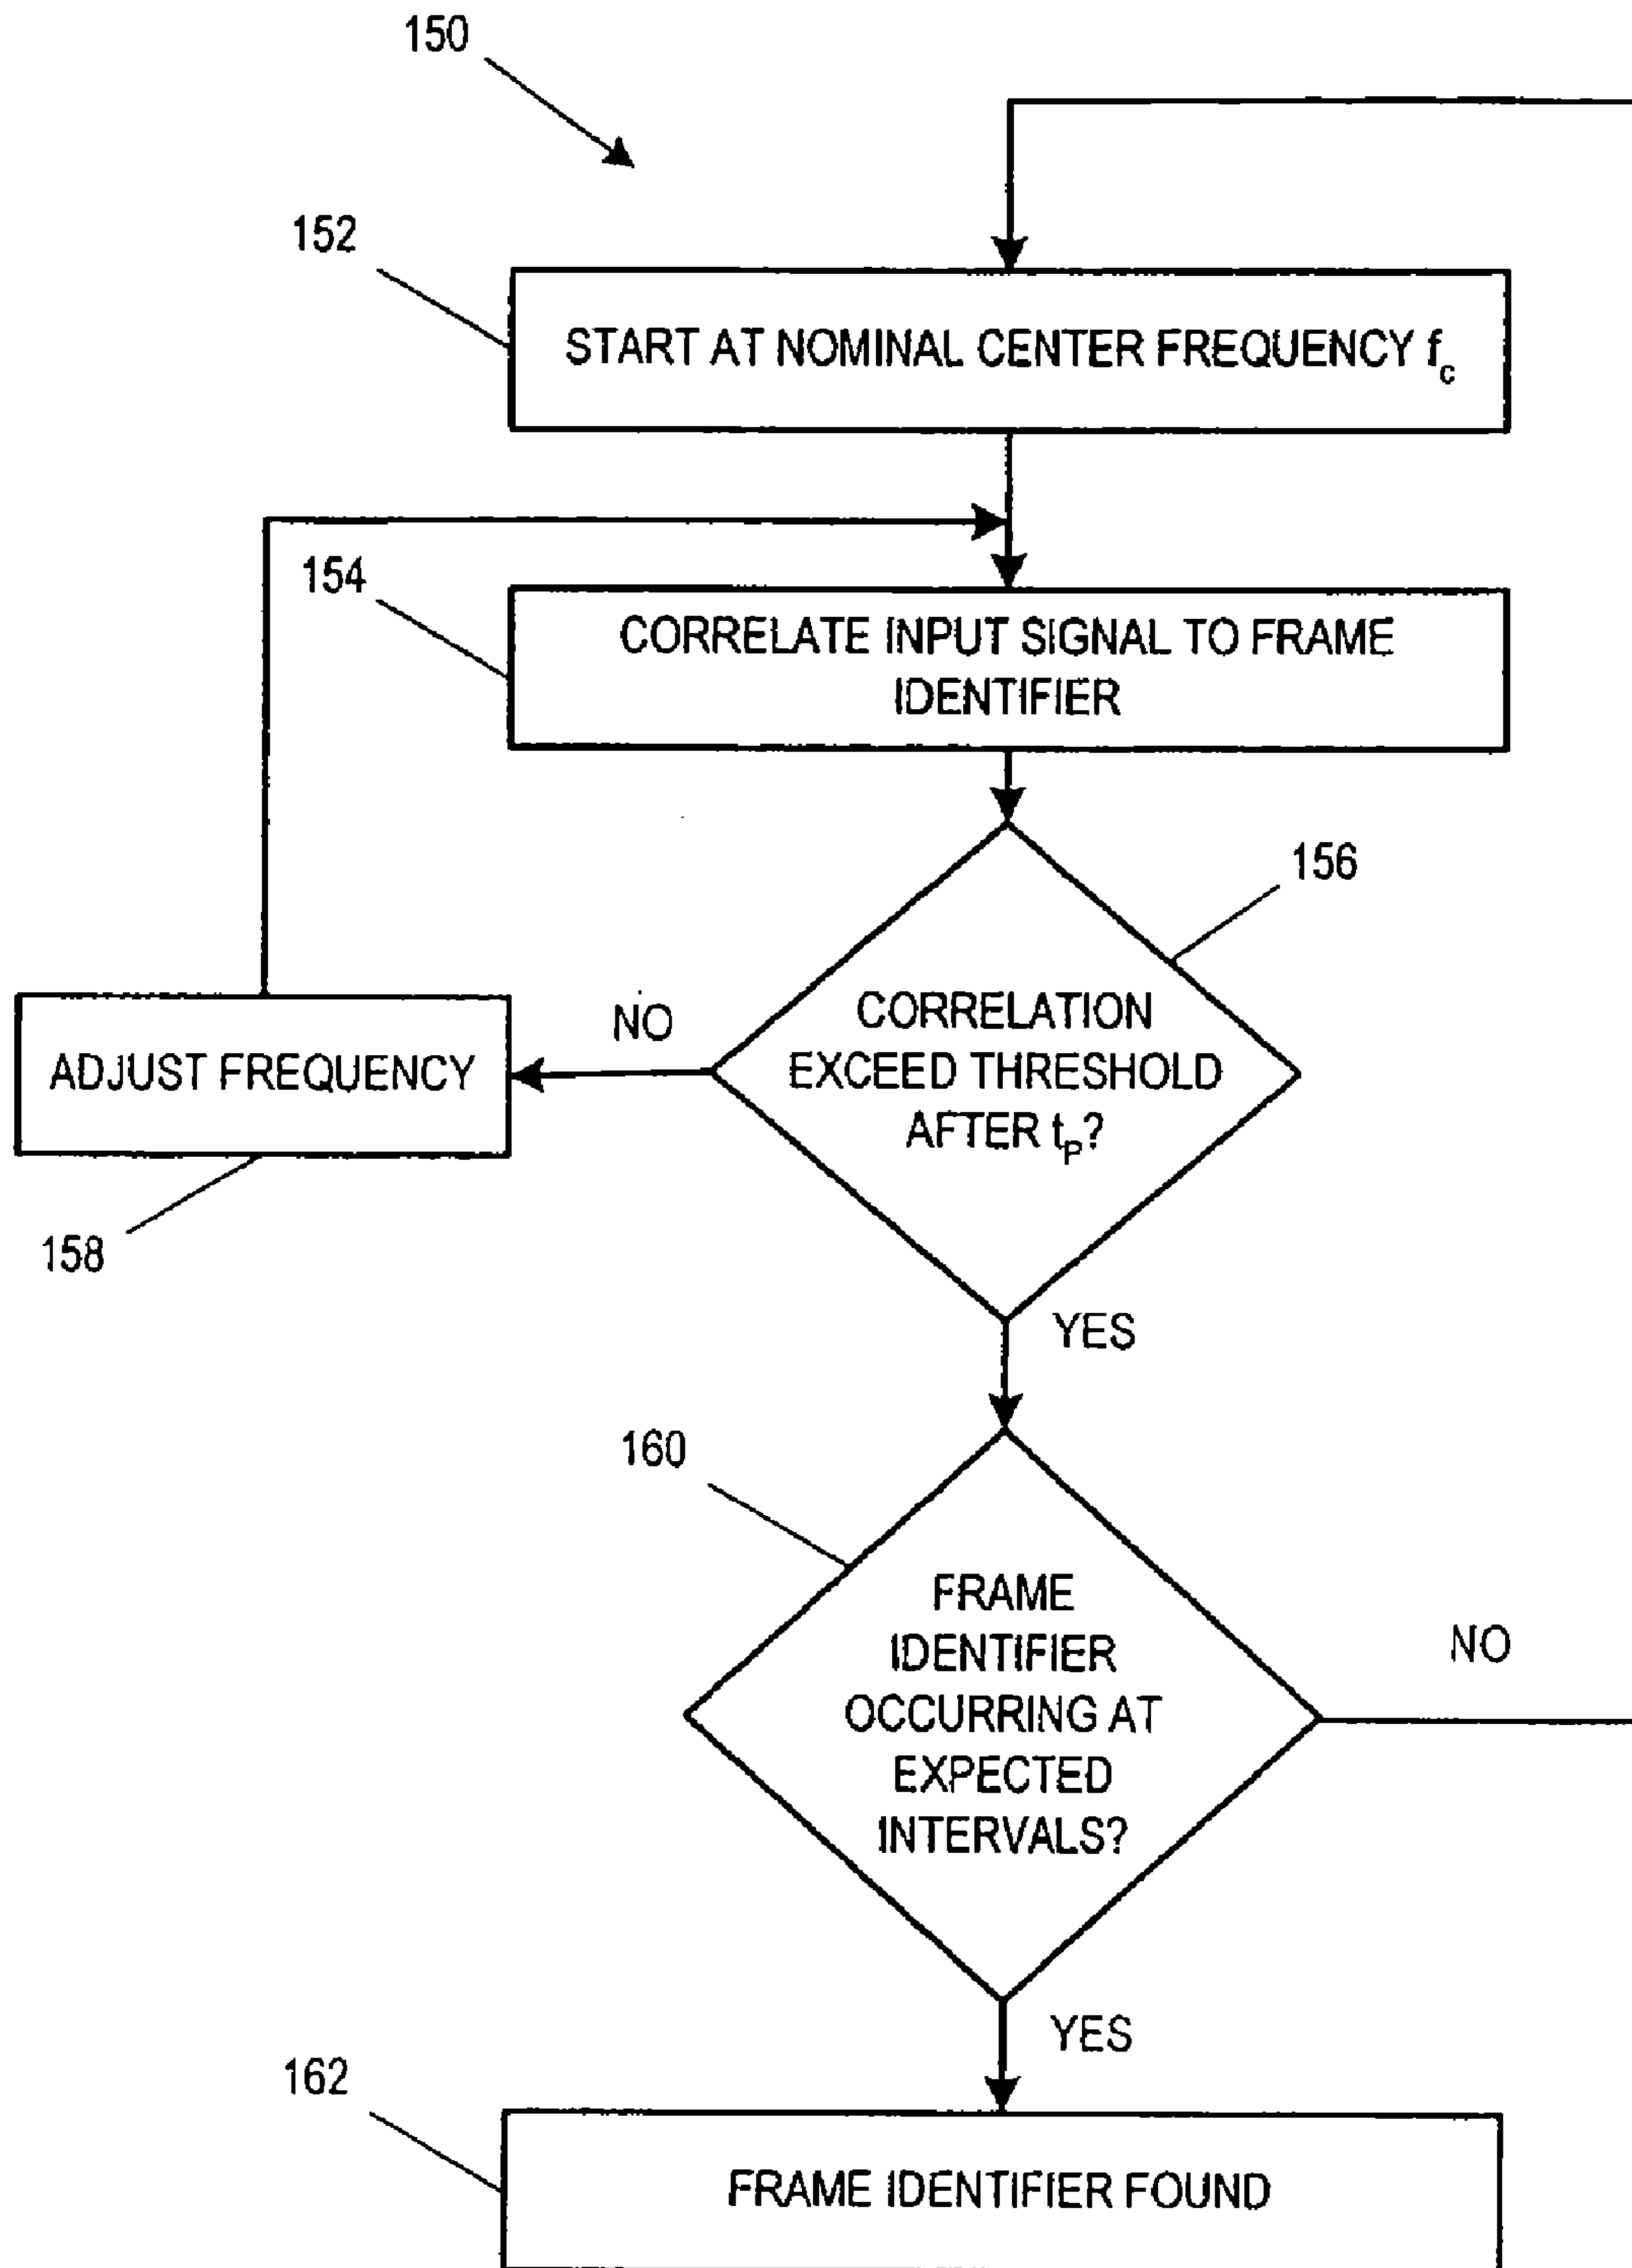 150
152
START AT NOMINAL CENTER FREQUENCY fc
154
CORRELATE INPUT SIGNAL TO FRAME
IDENTIFIER
156
CORRELATION
EXCEED THRESHOLD
AFTER tP?
NO
ADJUST FREQUENCY
158
YES
160
FRAME
IDENTIFIER
OCCURRING AT
EXPECTED
INTERVALS?
NO
YES
162
FRAME IDENTIFIER FOUND